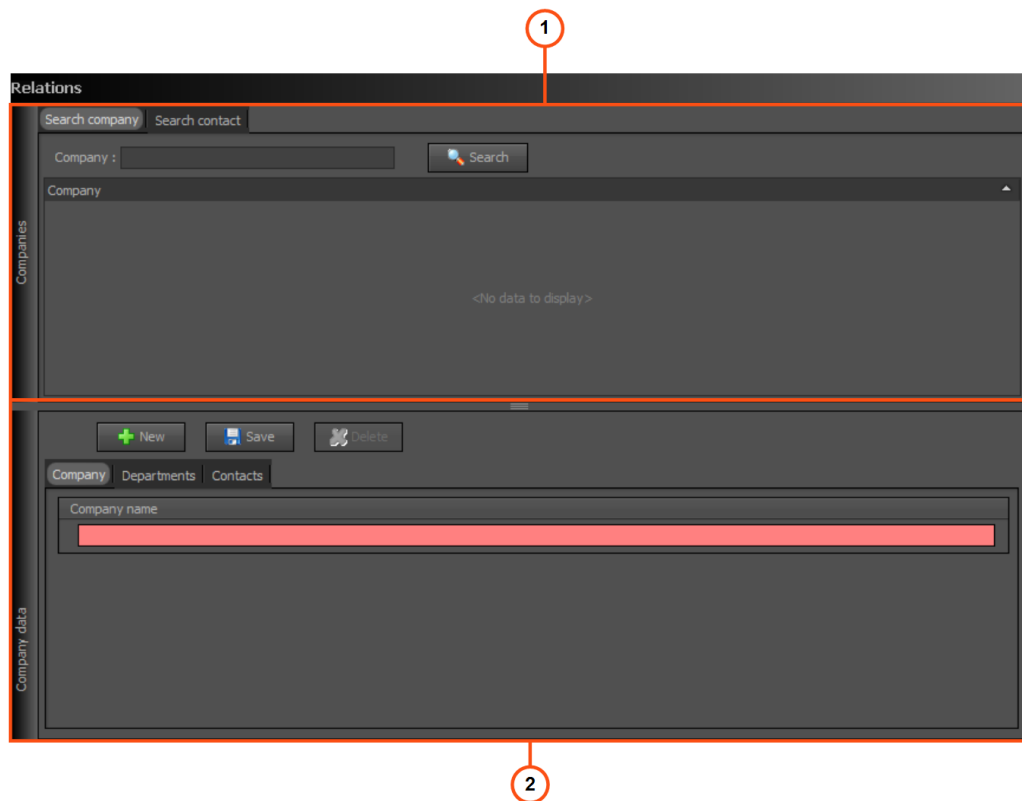 1
Relations
Search company Search contact
Company : Search
Company
Companies
<No data to display>
New Save Delete
Company Departments Contacts
Company name
Company data
2